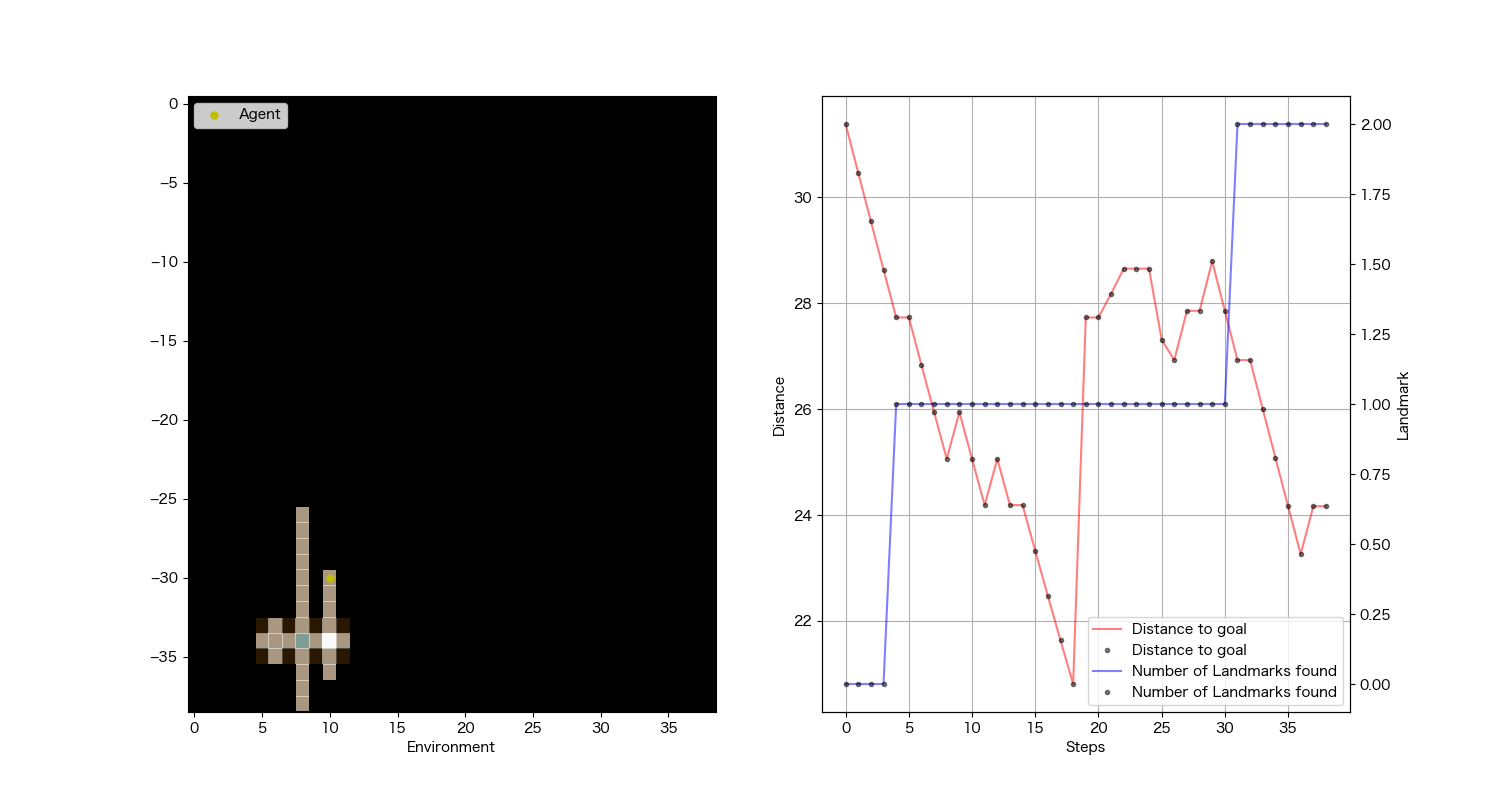 0
Agent
−5
−10
−15
−20
−25
−30
−35
0 5 10 15 20 25 30 35
Environment
30
28
26
24
22
Distance
2.00
1.75
1.50
1.25
1.00
0.75
0.50
0.25
0.00
Landmark
Distance to goal
Distance to goal
Number of Landmarks found
Number of Landmarks found
0 5 10 15 20 25 30 35
Steps